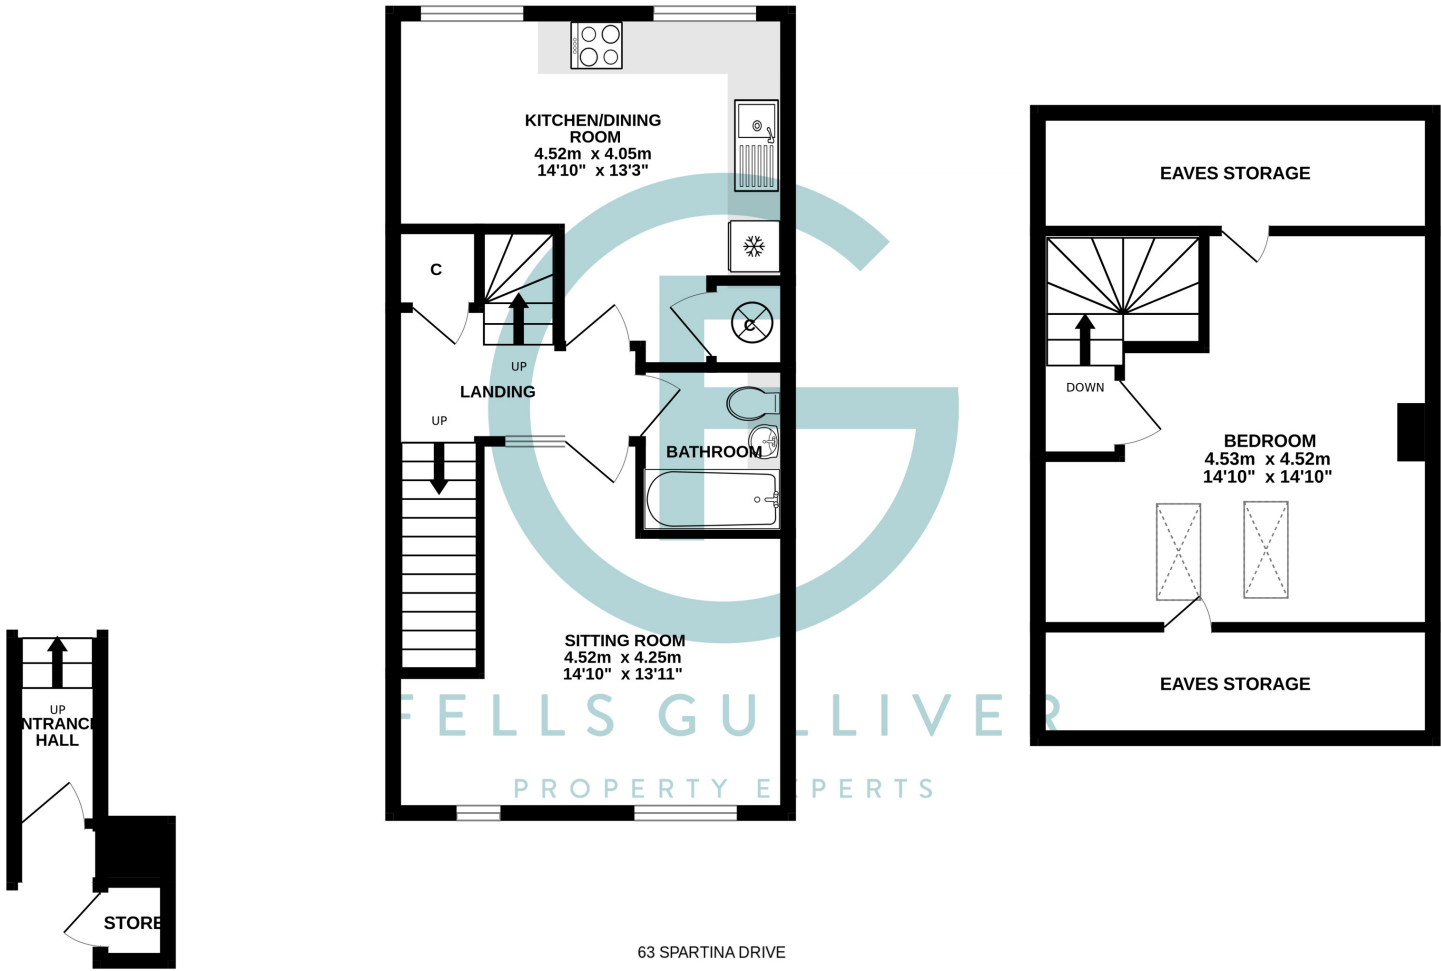 KITCHEN/DINING
ROOM
4.52m x 4.05m
14'10" x 13'3"
C
UP
LANDING
UP
C
BATHROOM
SITTING ROOM
4.52m x 4.25m
14'10" x 13'11"
EAVES STORAGE
DOWN
BEDROOM
4.53m x 4.52m
14'10" x 14'10"
EAVES STORAGE
UP
NTRANC
HALL
STORE
FELLS GULLIVER
PROPERTY EXPERTS
63 SPARTINA DRIVE